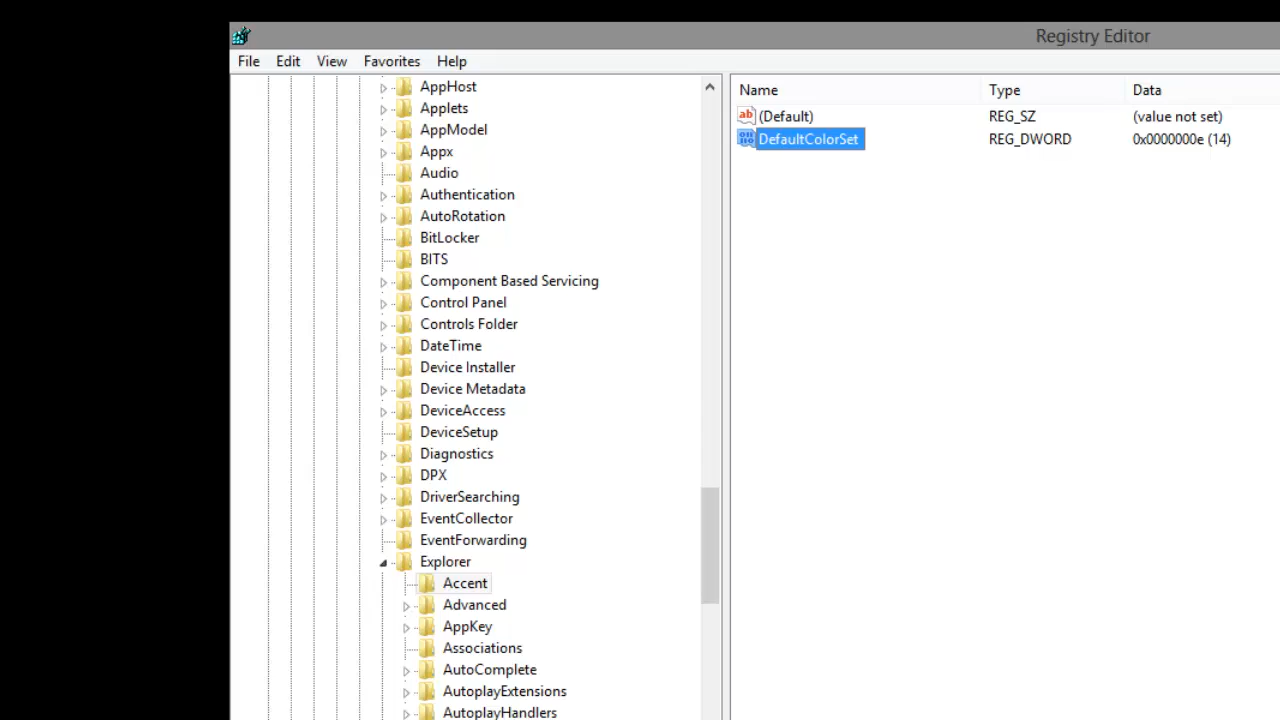 Registry Editor
File Edit View Favorites Help
AppHost
Applets
AppModel
Appx
Audio
Authentication
AutoRotation
BitLocker
BITS
Component Based Servicing
Control Panel
Controls Folder
DateTime
Device Installer
Device Metadata
DeviceAccess
DeviceSetup
Diagnostics
DPX
DriverSearching
EventCollector
EventForwarding
Explorer
Accent
Advanced
AppKey
Associations
AutoComplete
AutoplayExtensions
AutoplayHandlers
Name Type Data
(Default) REG_SZ (value not set)
DefaultColorSet REG_DWORD 0x0000000e (14)